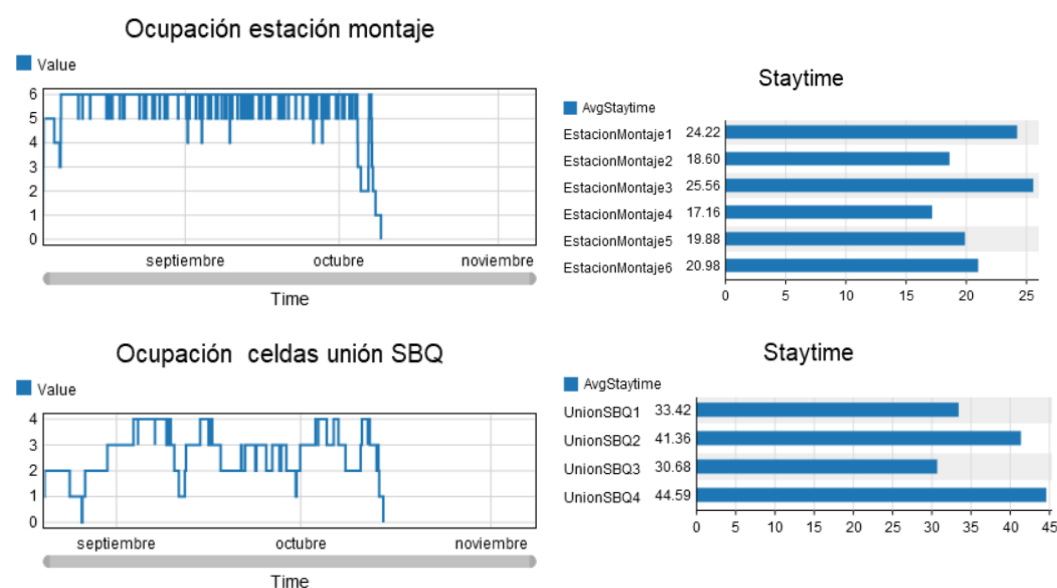 Ocupación estación montaje
Value
6
5
4
3
2
1
0
septiembre octubre noviembre
Time
Staytime
AvgStaytime
EstacionMontaje1 24.22
EstacionMontaje2 18.60
EstacionMontaje3 25.56
EstacionMontaje4 17.16
EstacionMontaje5 19.88
EstacionMontaje6 20.98
0 5 10 15 20 25
Ocupación celdas unión SBQ
Value
4
3
2
1
0
septiembre octubre noviembre
Time
Staytime
AvgStaytime
UnionSBQ1 33.42
UnionSBQ2 41.36
UnionSBQ3 30.68
UnionSBQ4 44.59
0 5 10 15 20 25 30 35 40 45